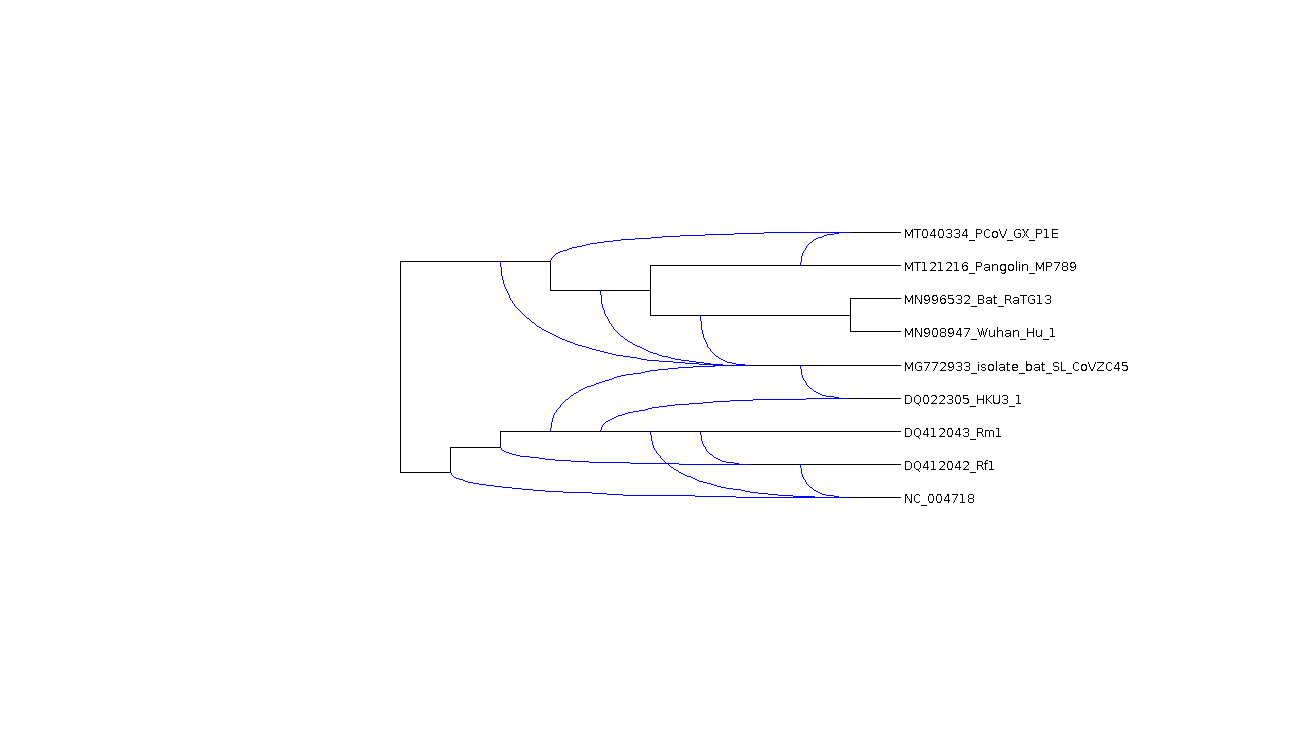 MT040334_PCoV_GX_P1E
MT121216_Pangolin_MP789
MN996532_Bat_RaTG13
MN908947_Wuhan_Hu_1
MG772933_isolate_bat_SL_CoVZC45
DQ022305_HKU3_1
DQ412043_Rm1
DQ412042_Rf1
NC_004718